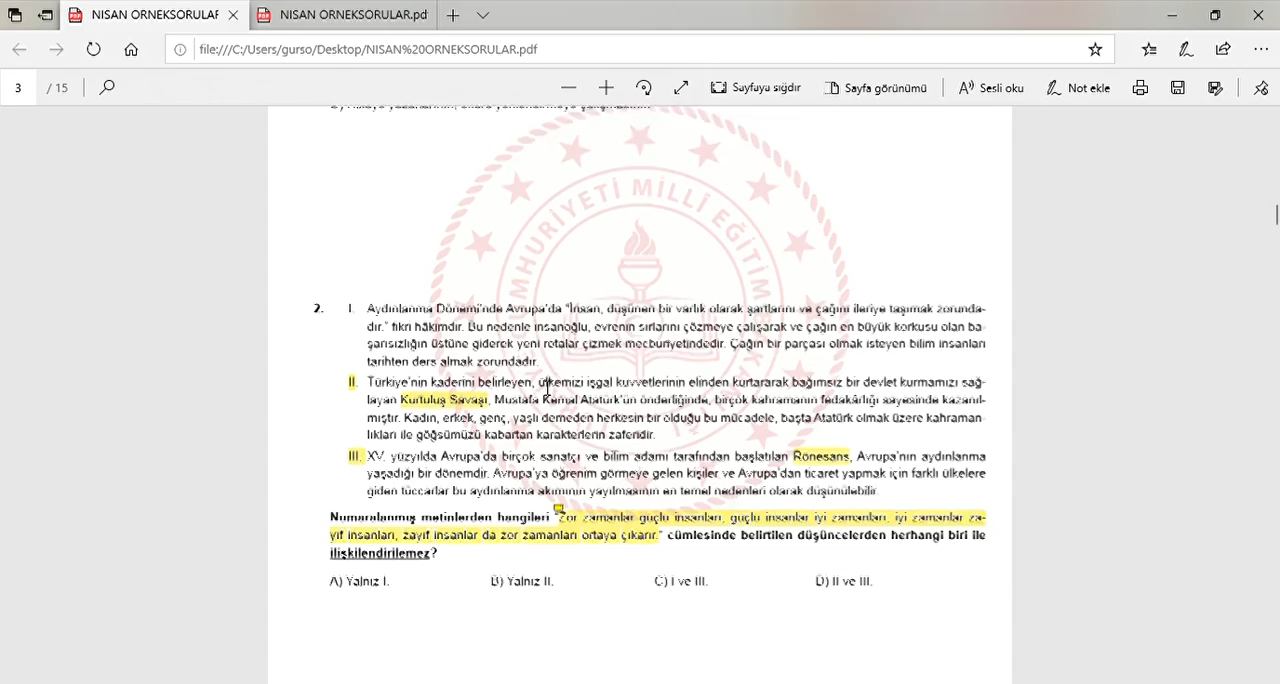 NISAN ORNEKSORULAR
NISAN ORNEKSORULAR.pd
file:///C:/Users/gurso/Desktop/NISAN%20ORNEKSORULAR.pdf
3 / 15
Sayfaya sığdır
Sayfa görünümü
Sesli oku
Not ekle
CUMHURİYETİ MİLLÎ EĞİTİM BAKAN
2. I. Aydınlanma Dönemi'nde Avrupa'da "İnsan, düşünen bir varlık olarak şartlarını ve çağını ileriye taşımak zorunda-
dır." fikri hâkimdir. Bu nedenle insanoğlu, evrenin sırlarını çözmeye çalışarak ve çağın en büyük korkusu olan ba-
şarısızlığın üstüne giderek yeni rotalar çizmek mecburiyetindedir. Çağın bir parçası olmak isteyen bilim insanları
tarihten ders almak zorundadır.
II. Türkiye'nin kaderini belirleyen, ülkemizi işgal kuvvetlerinin elinden kurtararak bağımsız bir devlet kurmamızı sağ-
layan Kurtuluş Savaşı, Mustafa Kemal Atatürk'ün önderliğinde, birçok kahramanın fedakârlığı sayesinde kazanıl-
mıştır. Kadın, erkek, genç, yaşlı demeden herkesin bir olduğu bu mücadele, başta Atatürk olmak üzere kahraman-
lıkları ile göğsümüzü kabartan karakterlerin zaferidir.
III. XV. yüzyılda Avrupa'da birçok sanatçı ve bilim adamı tarafından başlatılan Rönesans, Avrupa'nın aydınlanma
yaşadığı bir dönemdir. Avrupa'ya öğrenim görmeye gelen kişiler ve Avrupa'dan ticaret yapmak için farklı ülkelere
giden tüccarlar bu aydınlanma akımının yayılmasının en temel nedenleri olarak düşünülebilir.
Numaralanmış metinlerden hangileri "Zor zamanlar güçlü insanları, güçlü insanlar iyi zamanları, iyi zamanlar za-
yıf insanları, zayıf insanlar da zor zamanları ortaya çıkarır." cümlesinde belirtilen düşüncelerden herhangi biri ile
ilişkilendirilemez?
A) Yalnız I. B) Yalnız II. C) I ve III. D) II ve III.